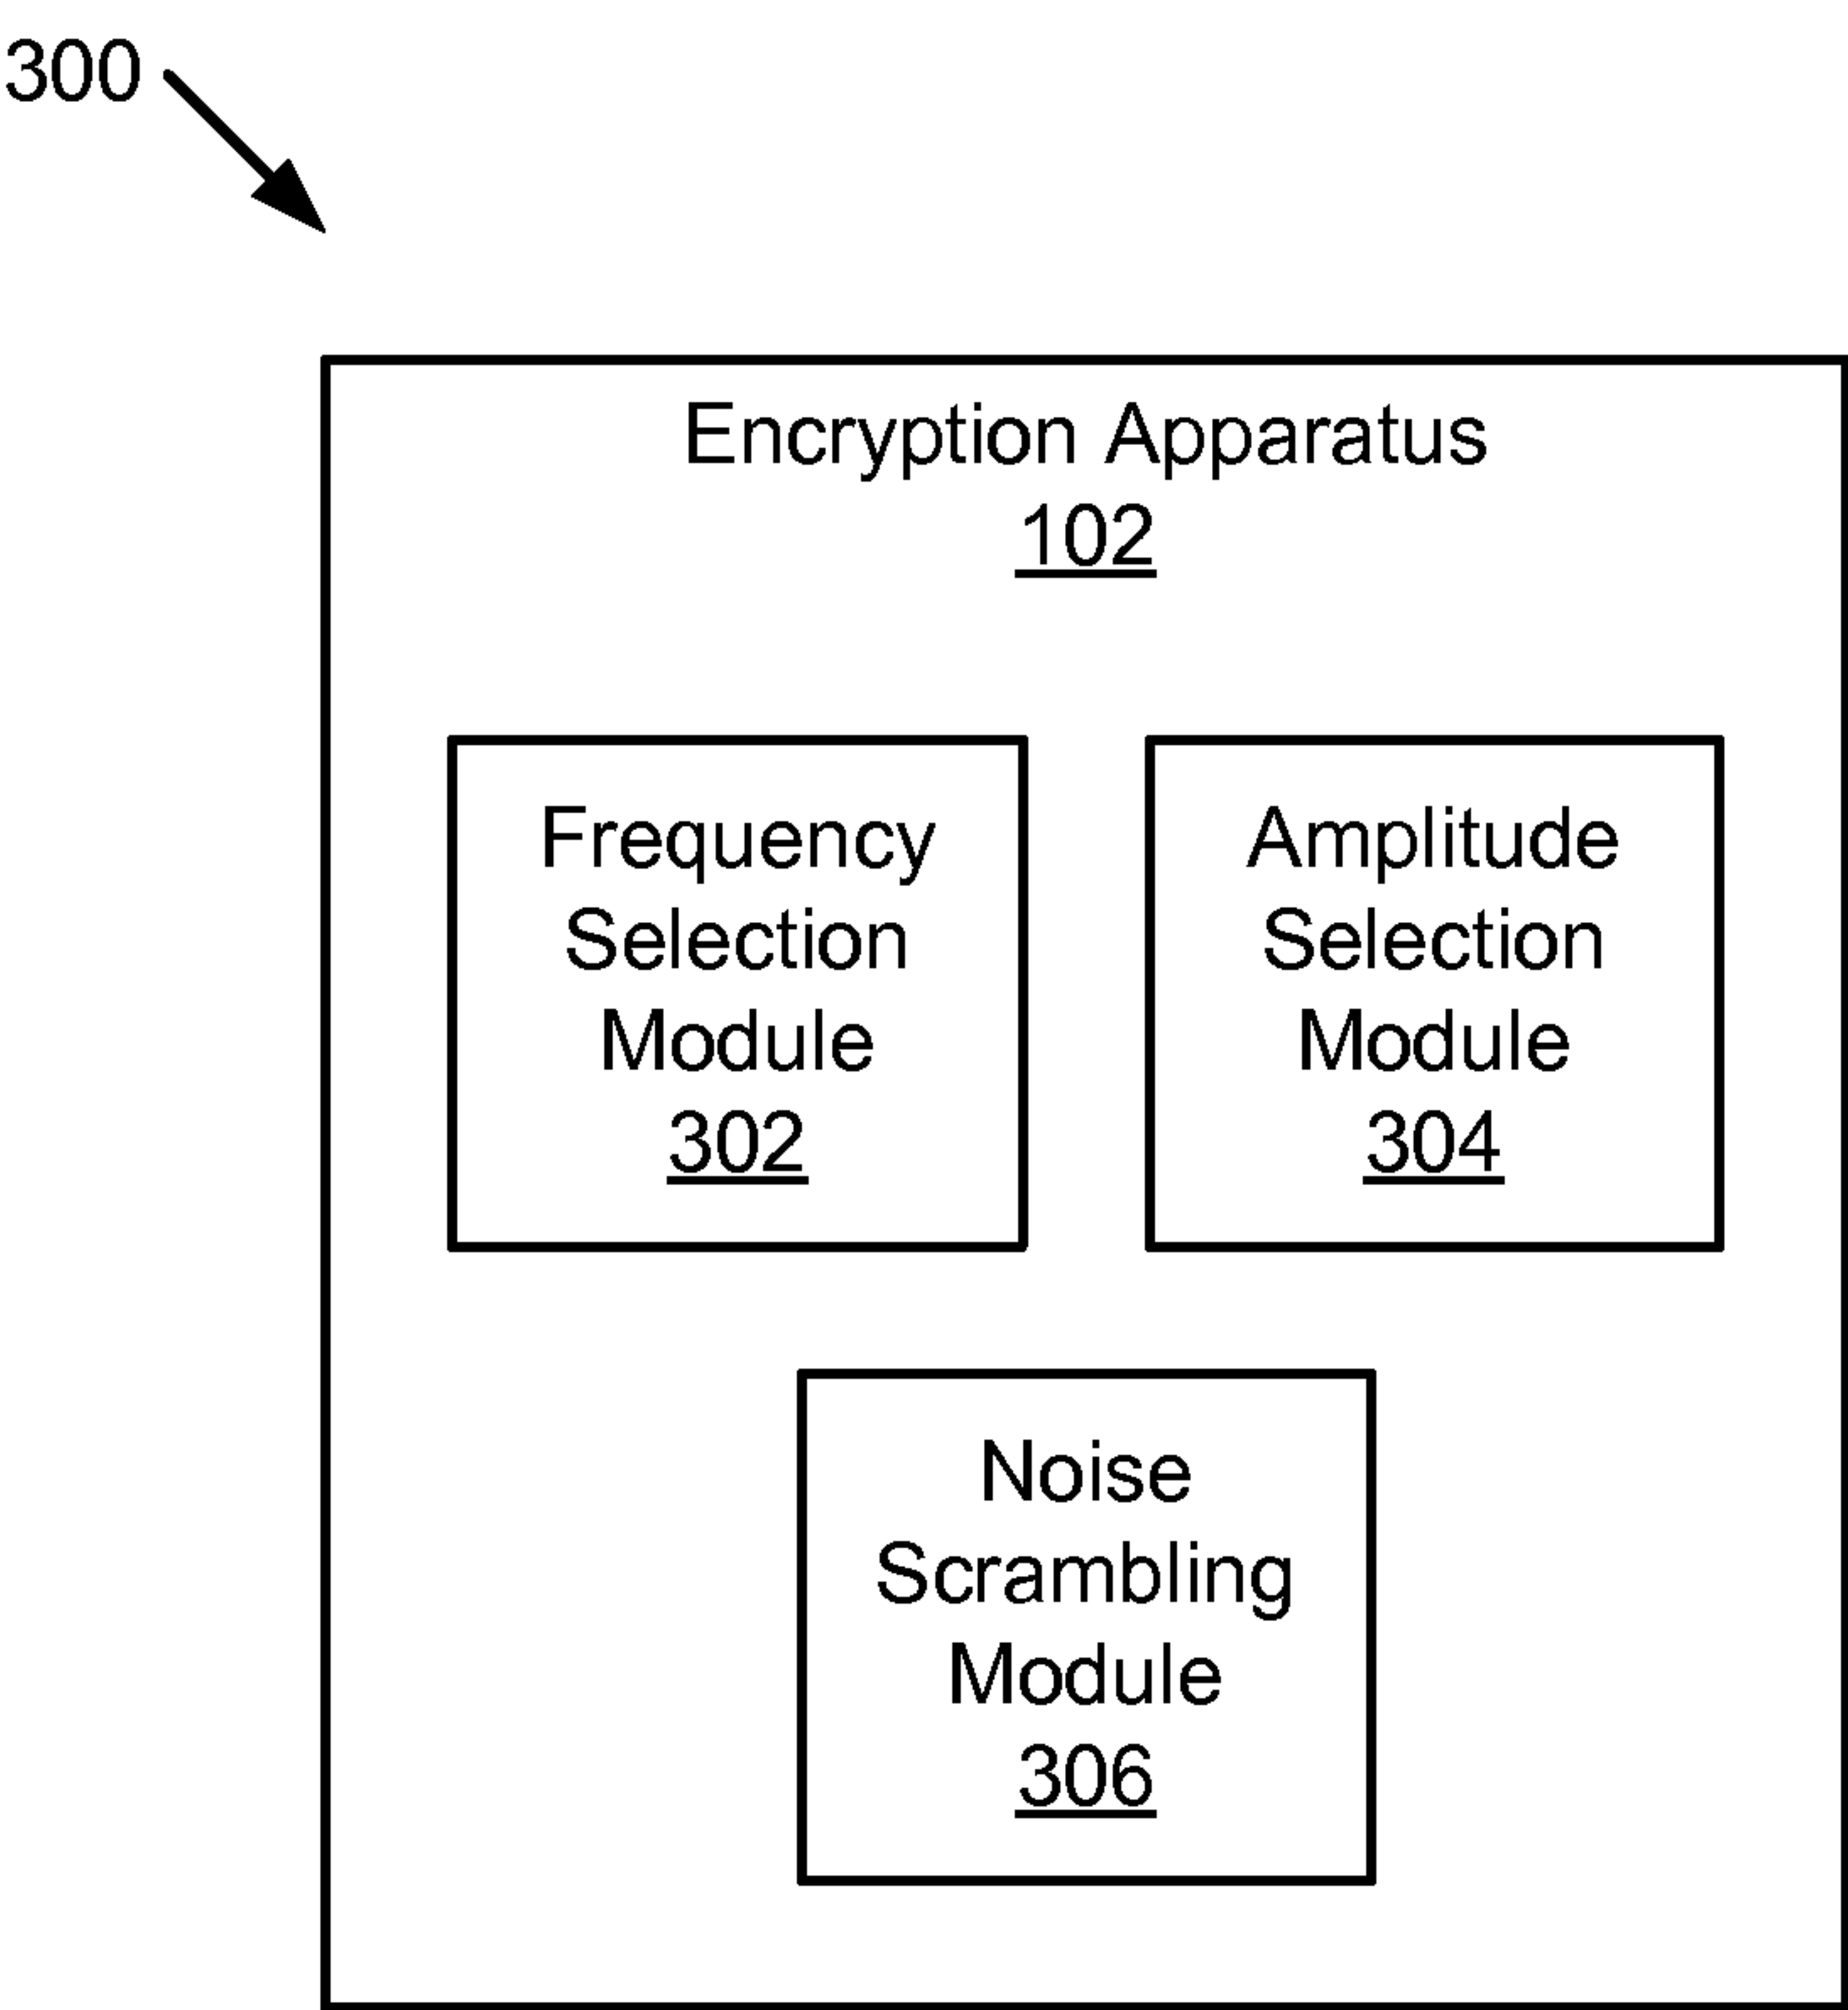 300
Encryption Apparatus
102
Frequency
Selection
Module
302
Amplitude
Selection
Module
304
Noise
Scrambling
Module
306